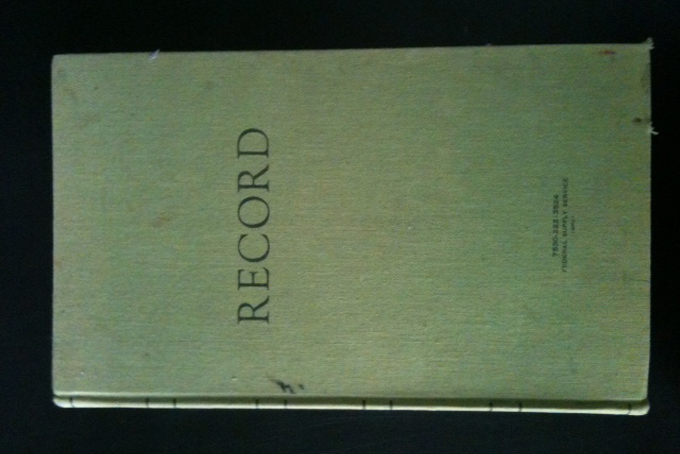 RECORD
7530-222-3524
FEDERAL SUPPLY SERVICE